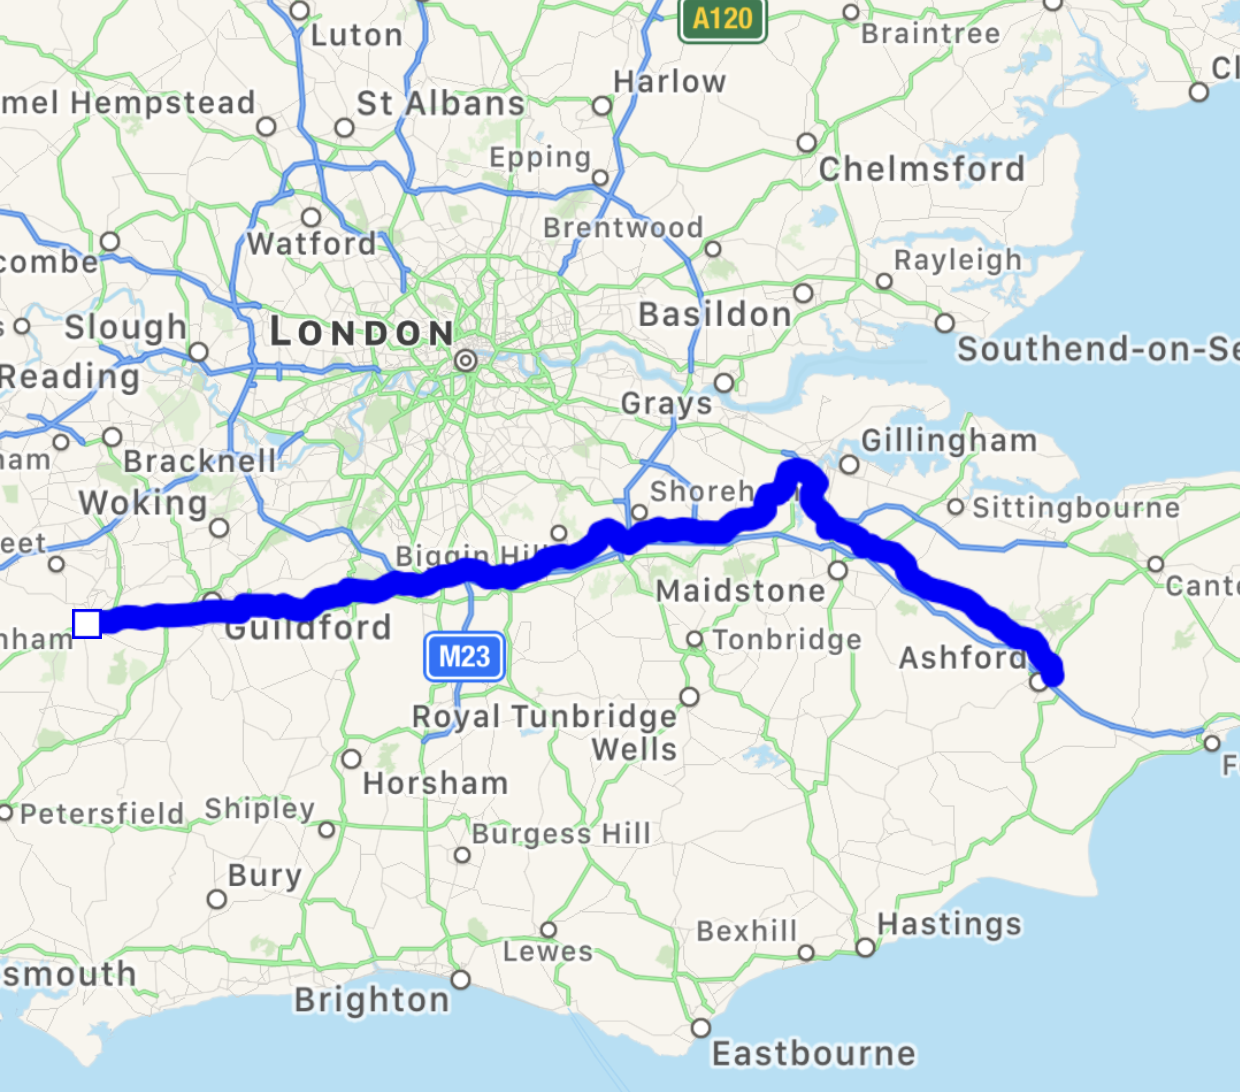 A120
Luton
Braintree
Harlow
Cl
mel Hempstead
St Albans
Epping
Chelmsford
Watford
Brentwood
combe
Rayleigh
Slough
LONDON
Basildon
Southend-on-Se
Reading
Grays
Gillingham
ham
Bracknell
Woking
Shoreh
Sittingbourne
eet
Biggin Hill
Maidstone
Cante
nham
Guildford
M23
Tonbridge
Ashford
Royal Tunbridge
Wells
Horsham
F
Petersfield
Shipley
Burgess Hill
Bury
Bexhill
Hastings
Lewes
smouth
Brighton
Eastbourne